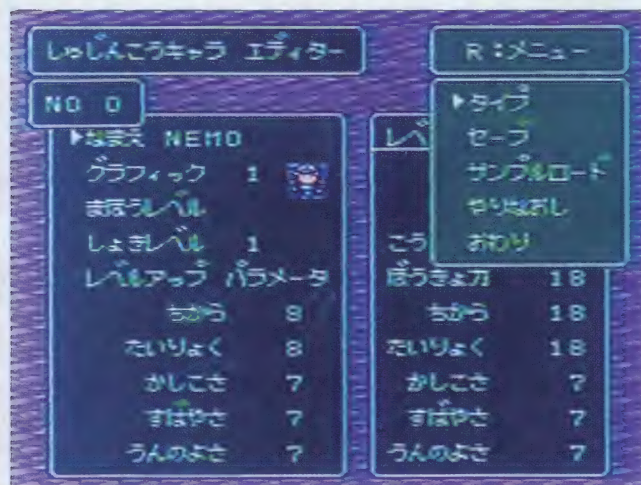 しゅじんこうキャラ エディター
R:メニュー
NO 0
▶なまえ NEMO
グラフィック 1
まほうレベル
しょきレベル 1
レベルアップ パラメータ
ちから 8
たいりょく 8
かしこさ 7
すばやさ 7
うんのよさ 7
▶タイプ
セーブ
サンプルロード
やりなおし
おわり
レベ
こう
ぼうぎょ力 18
ちから 18
たいりょく 18
かしこさ 7
すばやさ 7
うんのよさ 7